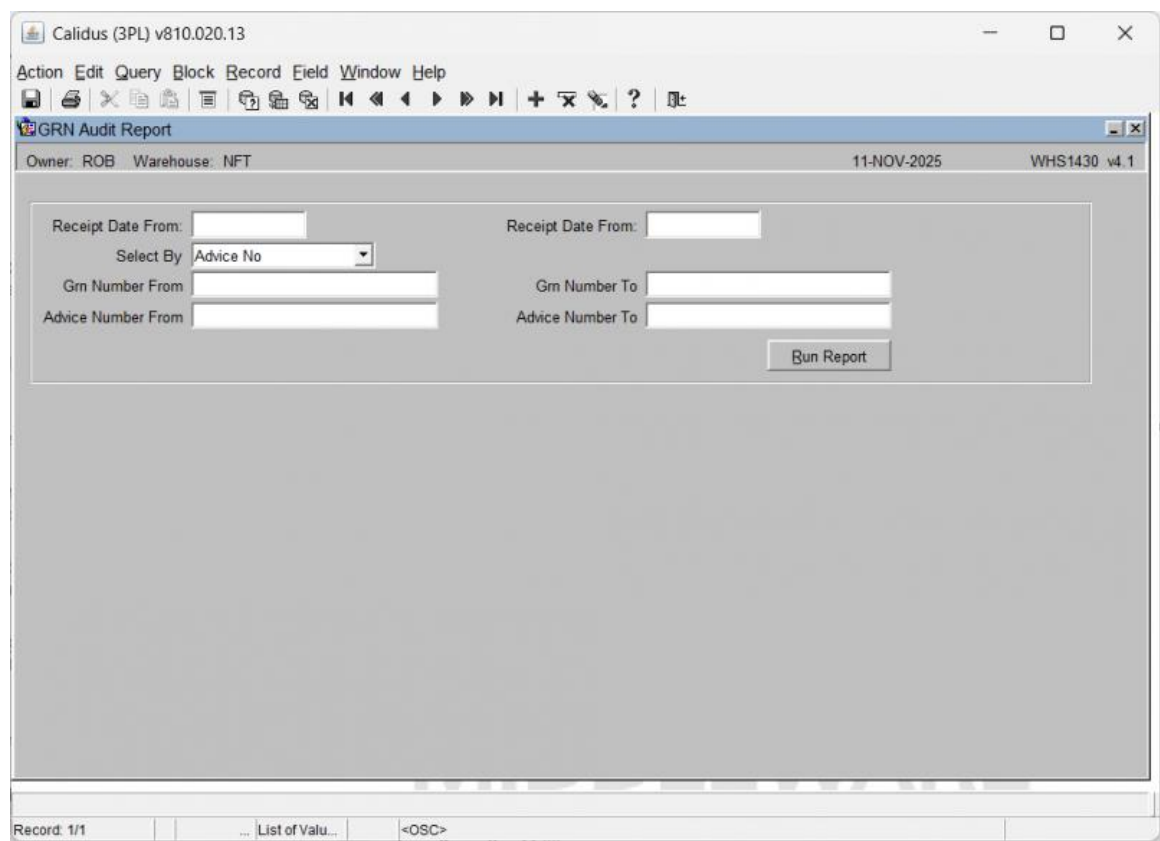 Calidus (3PL) v810.020.13
Action Edit Query Block Record Field Window Help
GRN Audit Report
Owner: ROB Warehouse: NFT 11-NOV-2025 WHS1430 v4.1
Receipt Date From: Receipt Date From:
Select By Advice No
Grn Number From Grn Number To
Advice Number From Advice Number To
Run Report
MIDDLEWARE
Record: 1/1 ... List of Valu... <OSC>